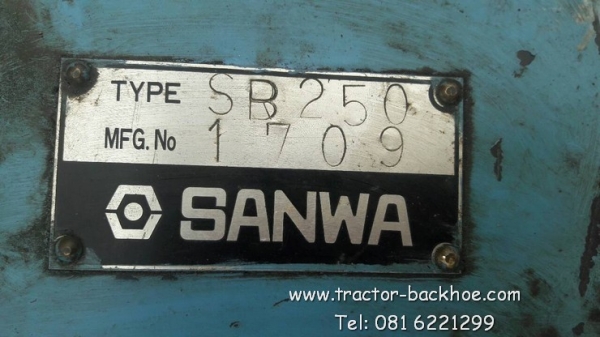 TYPE SB250
MFG. No 1709
SANWA
www.tractor-backhoe.com
Tel: 081 6221299